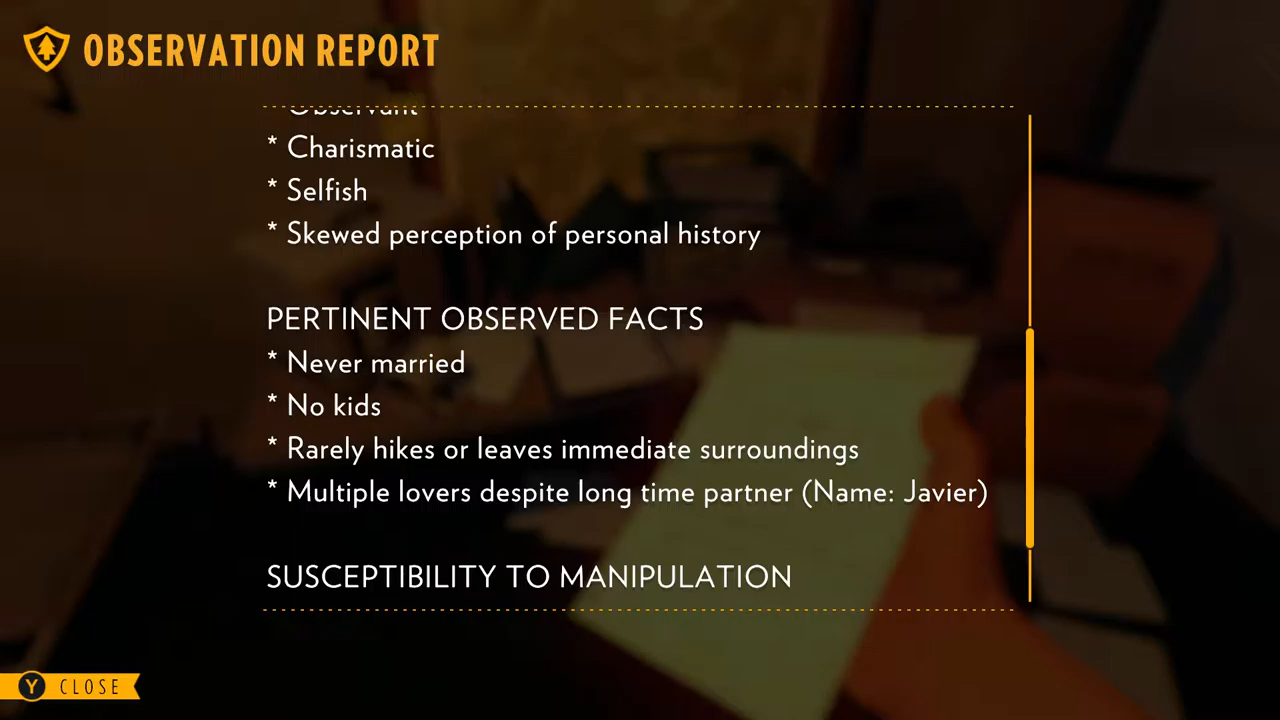 OBSERVATION REPORT
* Observant
* Charismatic
* Selfish
* Skewed perception of personal history
PERTINENT OBSERVED FACTS
* Never married
* No kids
* Rarely hikes or leaves immediate surroundings
* Multiple lovers despite long time partner (Name: Javier)
SUSCEPTIBILITY TO MANIPULATION
Y CLOSE